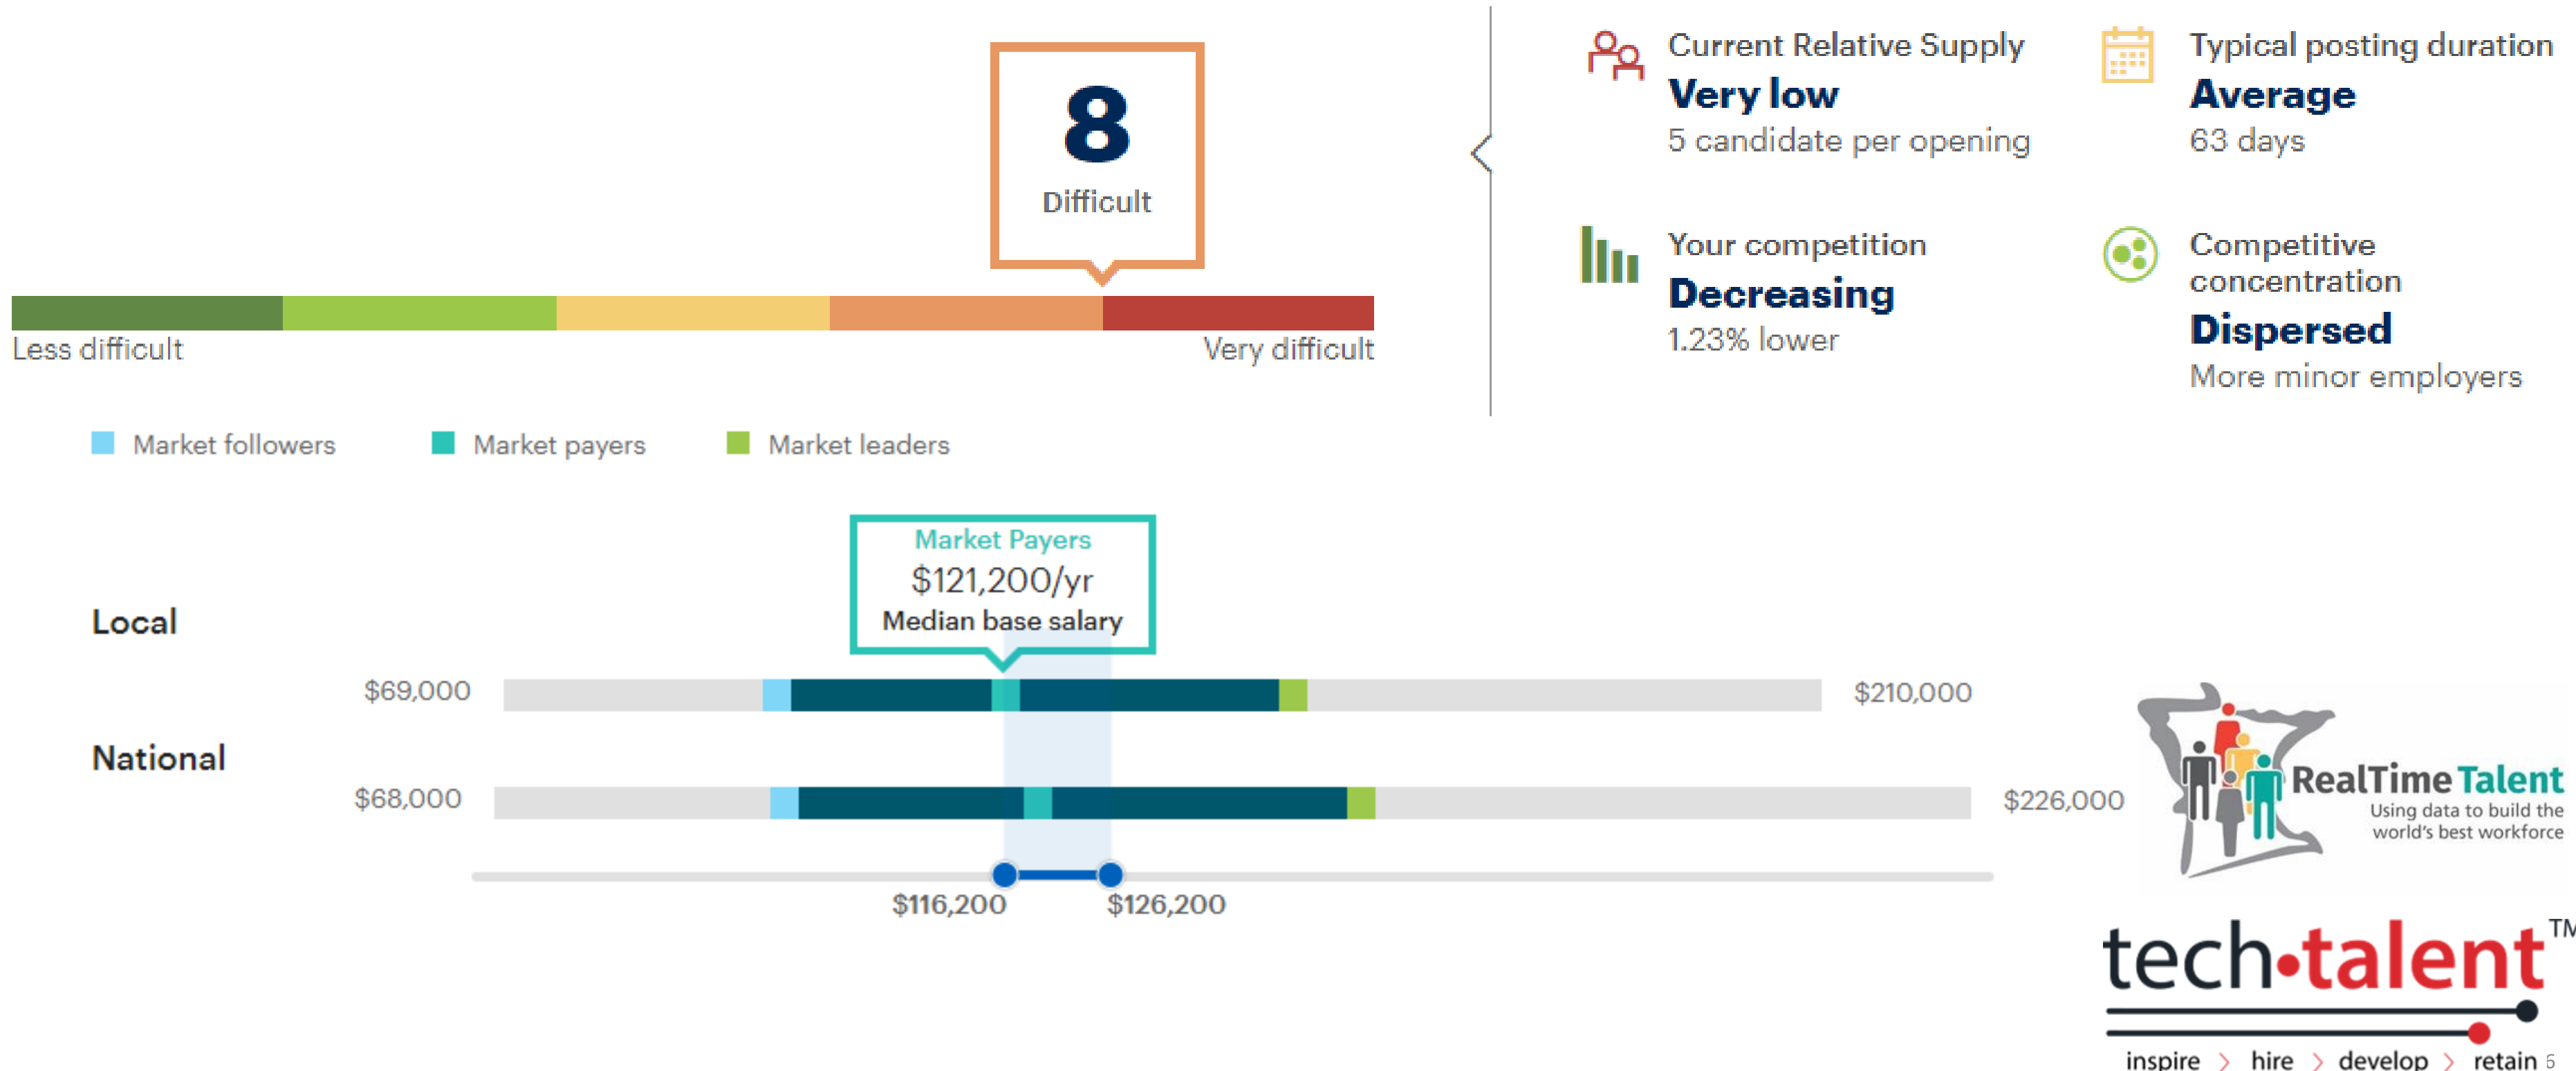 8
Difficult
Less difficult
Very difficult
Current Relative Supply
Very low
5 candidate per opening
Typical posting duration
Average
63 days
Your competition
Decreasing
1.23% lower
Competitive
concentration
Dispersed
More minor employers
Market followers
Market payers
Market leaders
Market Payers
$121,200/yr
Median base salary
Local
$69,000
$210,000
National
$68,000
$226,000
$116,200
$126,200
RealTime Talent
Using data to build the
world's best workforce
tech•talent™
inspire > hire > develop > retain
6